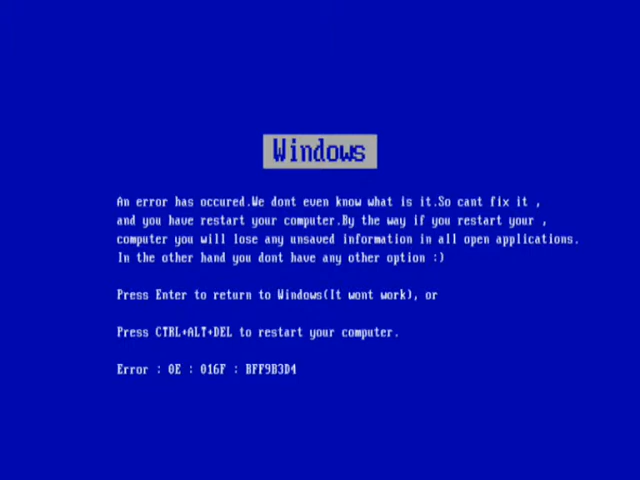 Windows
An error has occured.We dont even know what is it.So cant fix it ,
and you have restart your computer.By the way if you restart your ,
computer you will lose any unsaved information in all open applications.
In the other hand you dont have any other option :)
Press Enter to return to Windows(It wont work), or
Press CTRL+ALT+DEL to restart your computer.
Error : 0E : 016F : BFF9B3D4